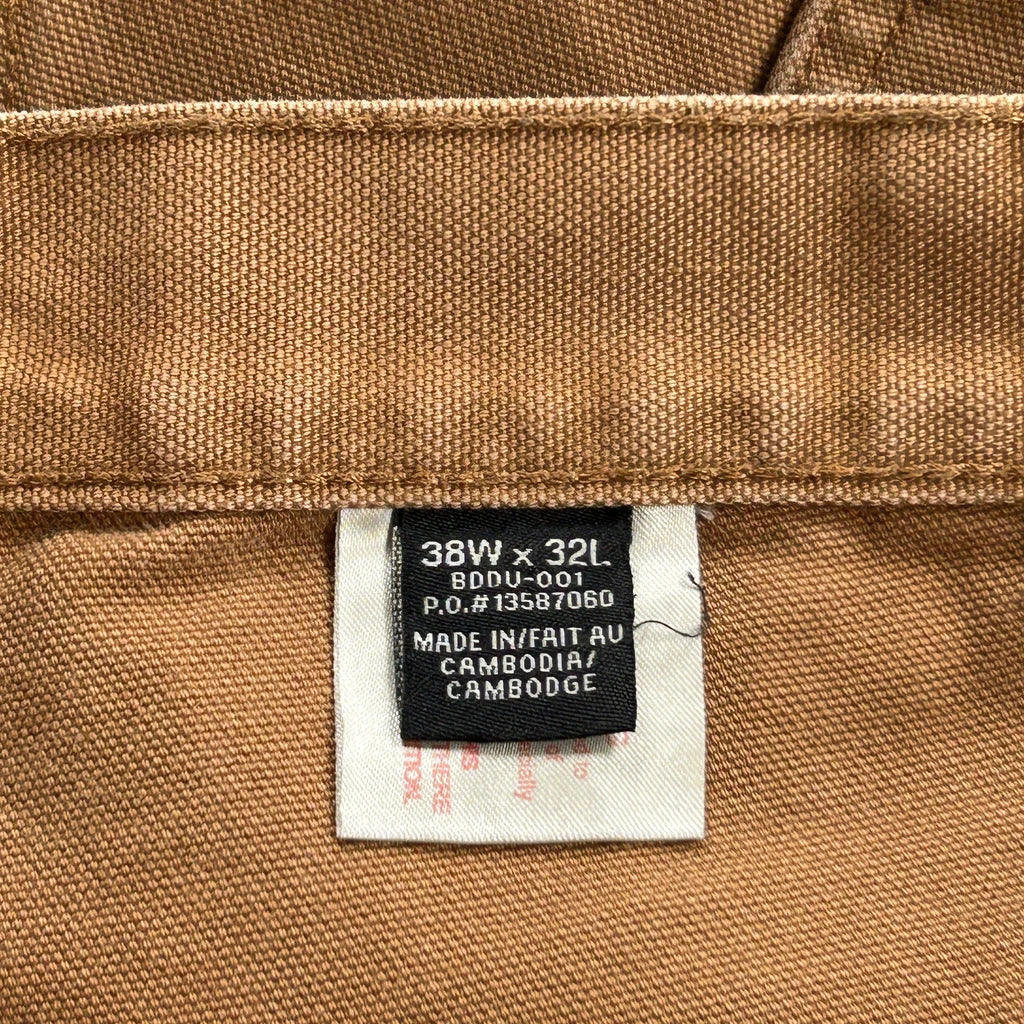 38W x 32L
BDDU-001
P.O.#13587060
MADE IN/FAIT AU
CAMBODIA/
CAMBODGE